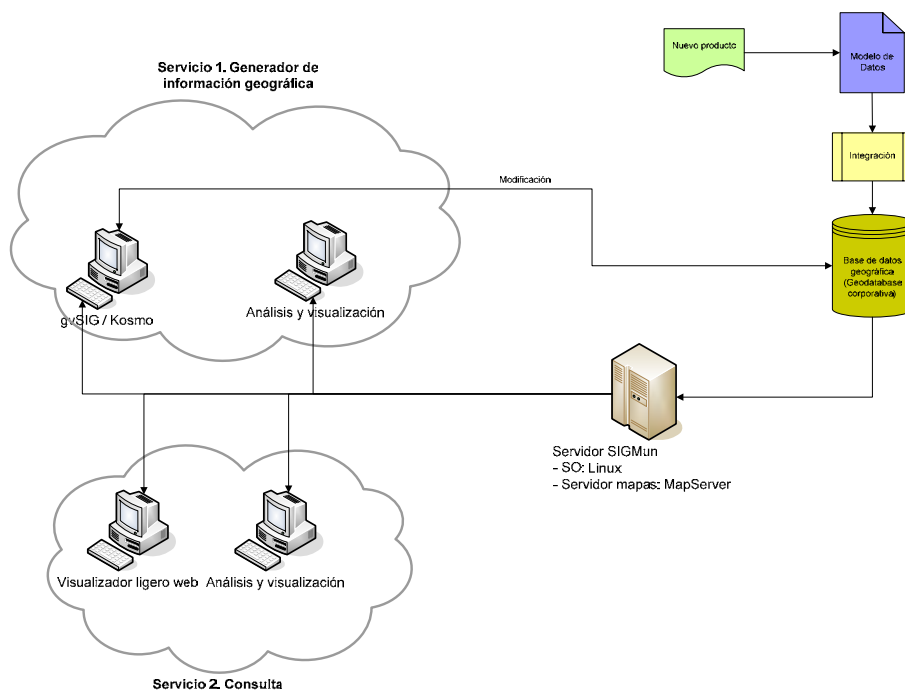 Nuevo producto
Modelo de
Datos
Servicio 1. Generador de
información geográfica
Integración
Modificación
Base de datos
geográfica
(Geodatabase
corporativa)
gvSIG / Kosmo
Análisis y visualización
Servidor SIGMun
- SO: Linux
- Servidor mapas: MapServer
Visualizador ligero web
Análisis y visualización
Servicio 2. Consulta